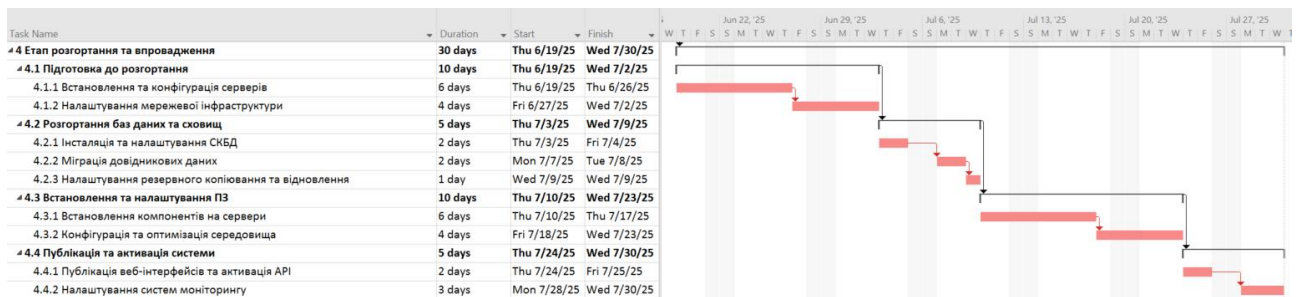 Jun 22, '25 Jun 29, '25 Jul 6, '25 Jul 13, '25 Jul 20, '25 Jul 27, '25
Task Name Duration Start Finish W T F S S M T W T F S S M T W T F S S M T W T F S S M T W T F S S M T W T F S S M T W
4 Етап розгортання та впровадження 30 days Thu 6/19/25 Wed 7/30/25
4.1 Підготовка до розгортання 10 days Thu 6/19/25 Wed 7/2/25
4.1.1 Встановлення та конфігурація серверів 6 days Thu 6/19/25 Thu 6/26/25
4.1.2 Налаштування мережевої інфраструктури 4 days Fri 6/27/25 Wed 7/2/25
4.2 Розгортання баз даних та сховищ 5 days Thu 7/3/25 Wed 7/9/25
4.2.1 Інсталяція та налаштування СКБД 2 days Thu 7/3/25 Fri 7/4/25
4.2.2 Міграція довідникових даних 2 days Mon 7/7/25 Tue 7/8/25
4.2.3 Налаштування резервного копіювання та відновлення 1 day Wed 7/9/25 Wed 7/9/25
4.3 Встановлення та налаштування ПЗ 10 days Thu 7/10/25 Wed 7/23/25
4.3.1 Встановлення компонентів на сервери 6 days Thu 7/10/25 Thu 7/17/25
4.3.2 Конфігурація та оптимізація середовища 4 days Fri 7/18/25 Wed 7/23/25
4.4 Публікація та активація системи 5 days Thu 7/24/25 Wed 7/30/25
4.4.1 Публікація веб-інтерфейсів та активація API 2 days Thu 7/24/25 Fri 7/25/25
4.4.2 Налаштування систем моніторингу 3 days Mon 7/28/25 Wed 7/30/25